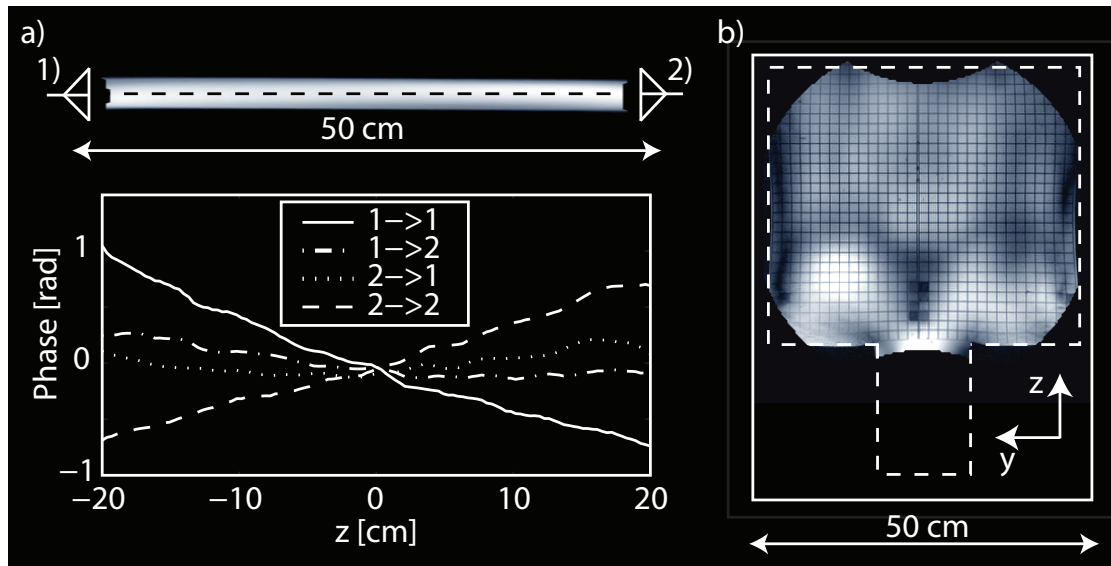 a)
1)
2)
50 cm
1->1
1->2
2->1
2->2
Phase [rad]
1
0
−1
−20
−10
0
10
20
z [cm]
b)
z
y
50 cm